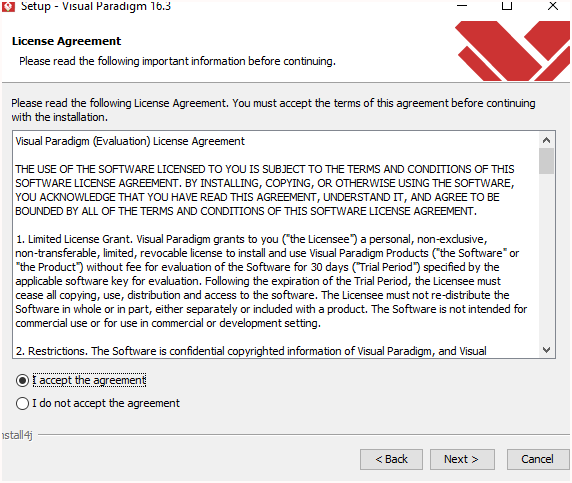 Setup - Visual Paradigm 16.3
License Agreement
Please read the following important information before continuing.
Please read the following License Agreement. You must accept the terms of this agreement before continuing
with the installation.
Visual Paradigm (Evaluation) License Agreement
THE USE OF THE SOFTWARE LICENSED TO YOU IS SUBJECT TO THE TERMS AND CONDITIONS OF THIS
SOFTWARE LICENSE AGREEMENT. BY INSTALLING, COPYING, OR OTHERWISE USING THE SOFTWARE,
YOU ACKNOWLEDGE THAT YOU HAVE READ THIS AGREEMENT, UNDERSTAND IT, AND AGREE TO BE
BOUNDED BY ALL OF THE TERMS AND CONDITIONS OF THIS SOFTWARE LICENSE AGREEMENT.
1. Limited License Grant. Visual Paradigm grants to you ("the Licensee") a personal, non-exclusive,
non-transferable, limited, revocable license to install and use Visual Paradigm Products ("the Software" or
"the Product") without fee for evaluation of the Software for 30 days ("Trial Period") specified by the
applicable software key for evaluation. Following the expiration of the Trial Period, the Licensee must
cease all copying, use, distribution and access to the software. The Licensee must not re-distribute the
Software in whole or in part, either separately or included with a product. The Software is not intended for
commercial use or for use in commercial or development setting.
2. Restrictions. The Software is confidential copyrighted information of Visual Paradigm, and Visual
I accept the agreement
I do not accept the agreement
nstall4j
< Back
Next >
Cancel